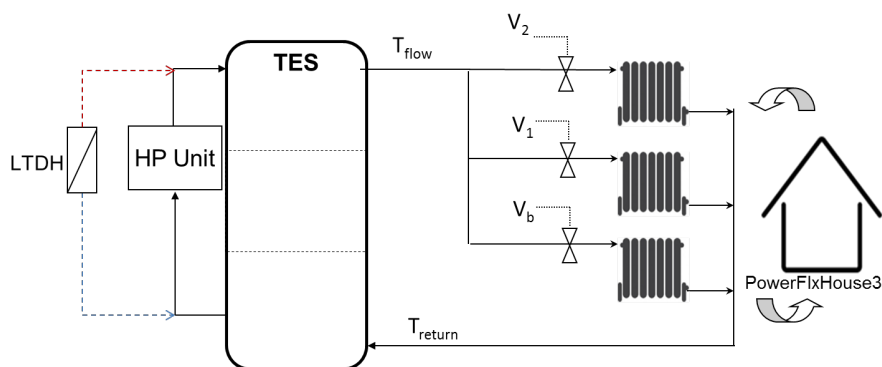 V2
TES
Tflow
V1
LTDH
HP Unit
Vb
PowerFlxHouse3
Treturn